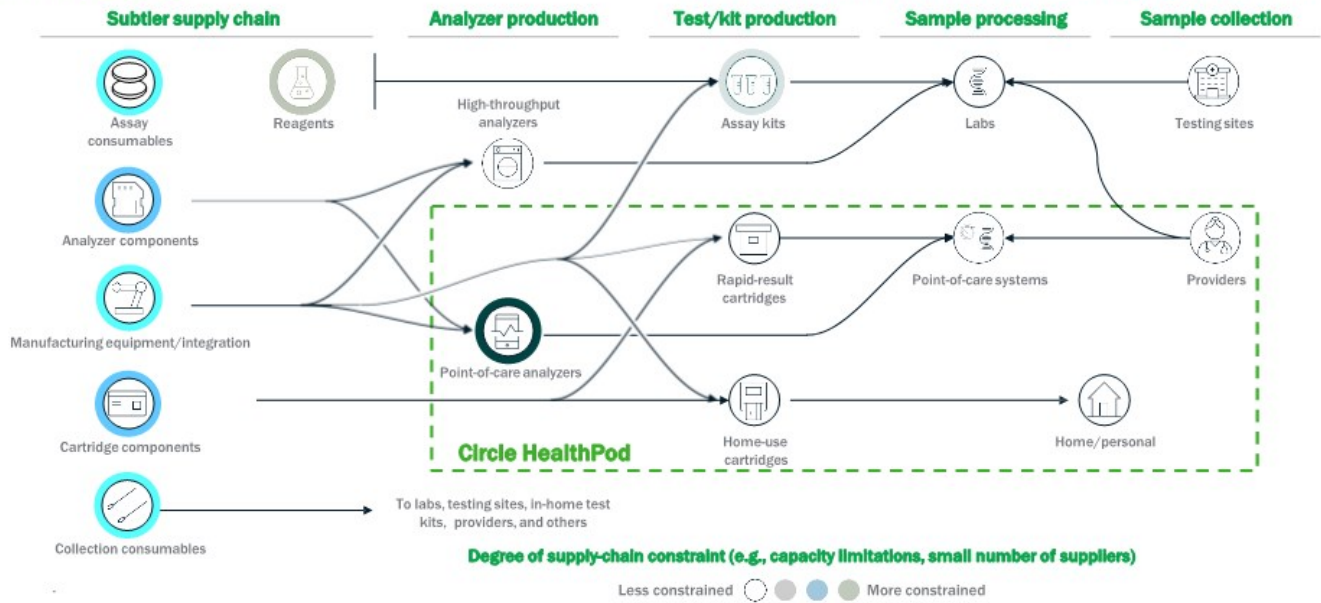 Subtler supply chain
Analyzer production
Test/kit production
Sample processing
Sample collection
Assay
consumables
Reagents
High-throughput
analyzers
Assay kits
Labs
Testing sites
Analyzer components
Rapid-result
cartridges
Point-of-care systems
Providers
Manufacturing equipment/integration
Point-of-care analyzers
Cartridge components
Circle HealthPod
Home-use
cartridges
Home/personal
Collection consumables
To labs, testing sites, in-home test
kits, providers, and others
Degree of supply-chain constraint (e.g., capacity limitations, small number of suppliers)
Less constrained
More constrained